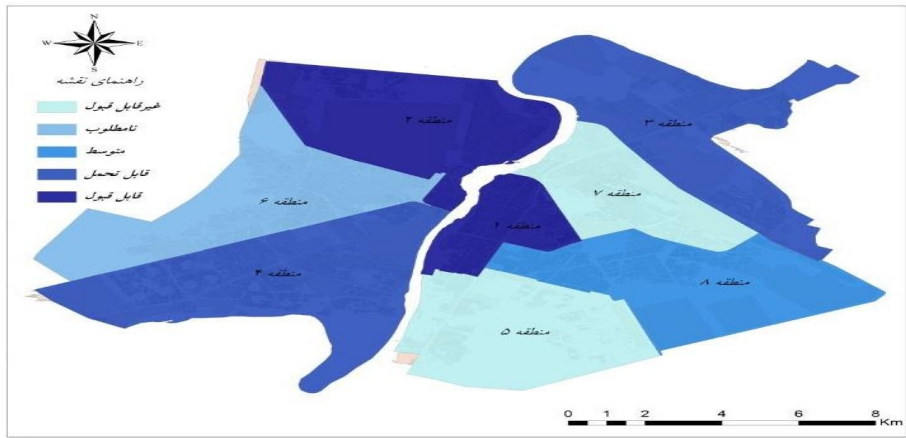 N
W E
S
راهنمای نقشه
غیرقابل قبول
نامطلوب
متوسط
قابل تحمل
قابل قبول
منطقه ۲
منطقه ۳
منطقه ۷
منطقه ۶
منطقه ۱
منطقه ۴
منطقه ۸
منطقه ۵
0 1 2 4 6 8
Km